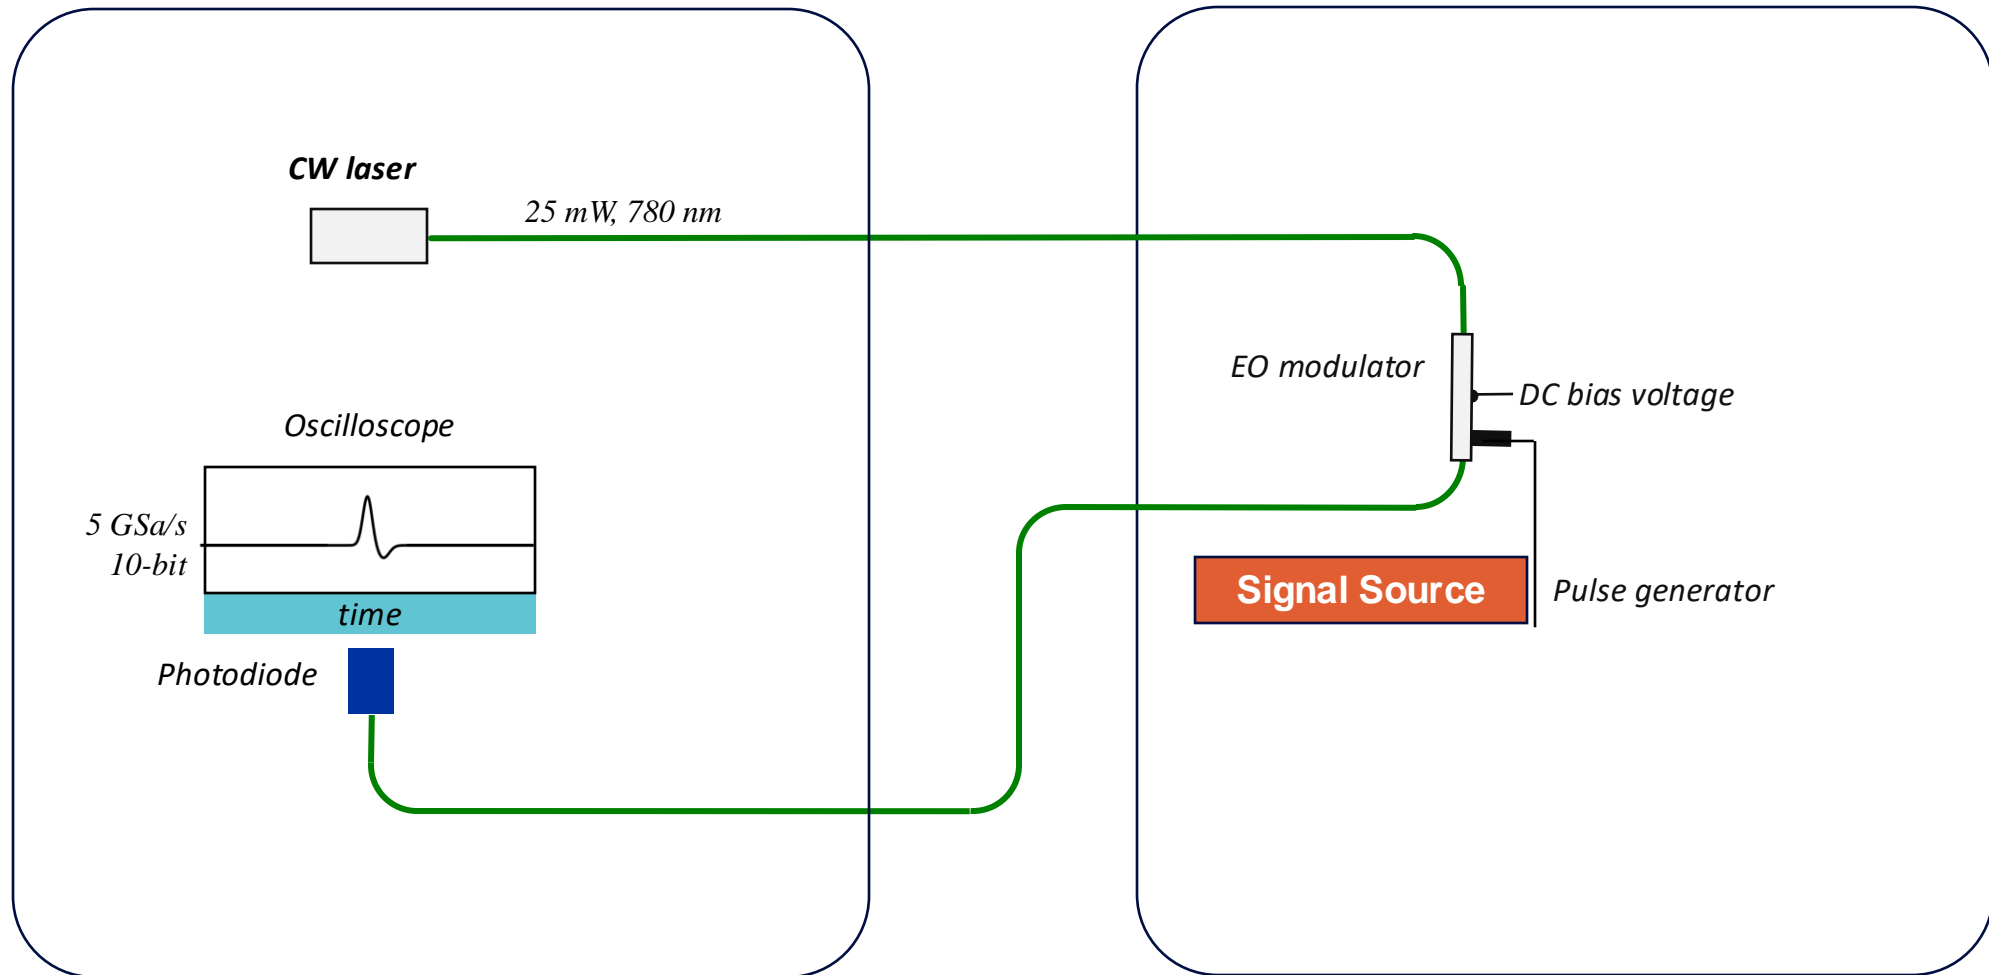 CW laser
25 mW, 780 nm
EO modulator
DC bias voltage
Oscilloscope
5 GSa/s
10-bit
time
Signal Source
Pulse generator
Photodiode